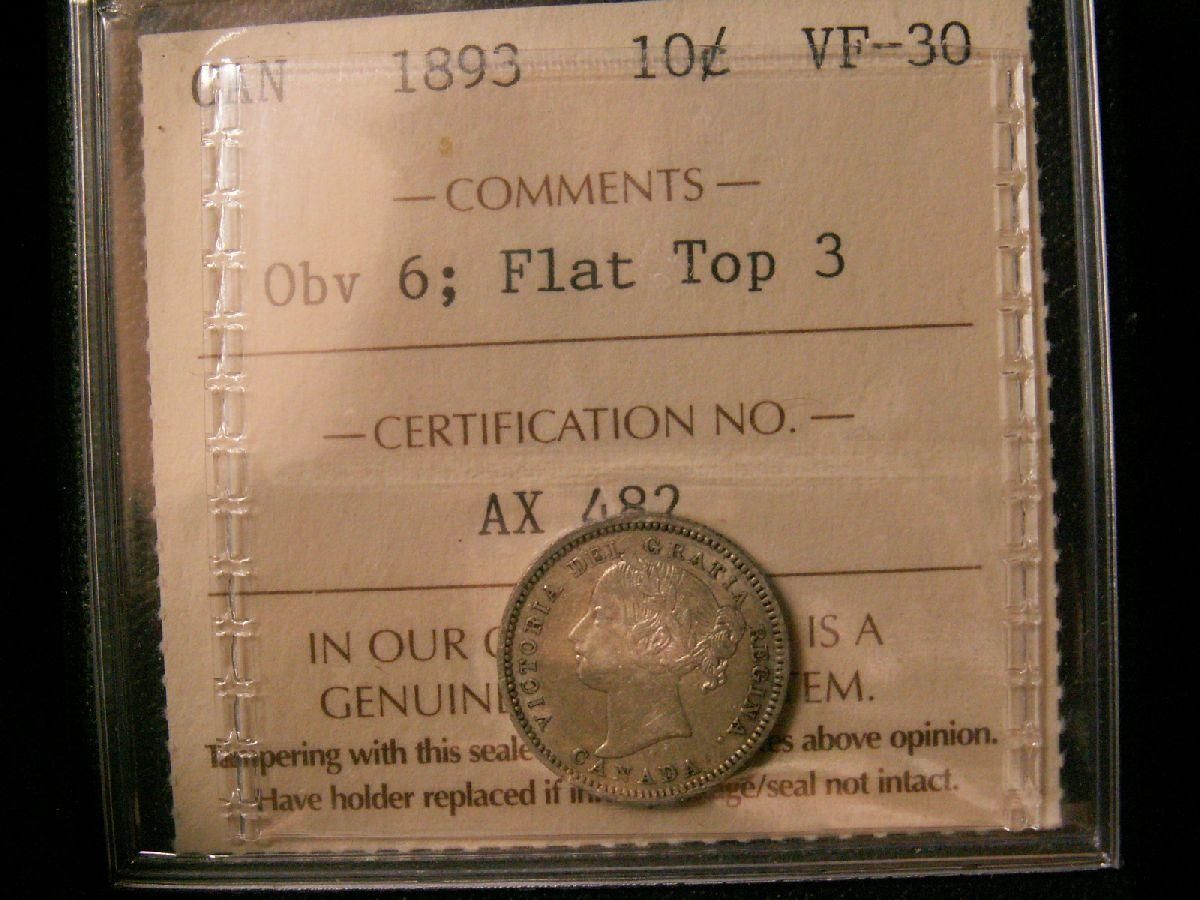 CAN 1893 10¢ VF-30
— COMMENTS —
Obv 6; Flat Top 3
— CERTIFICATION NO. —
AX 482
IN OUR IS A
GENUINE EM.
Tampering with this seale es above opinion.
Have holder replaced if ge/seal not intact.
VICTORIA DEI GRATIA REGINA.
CANADA